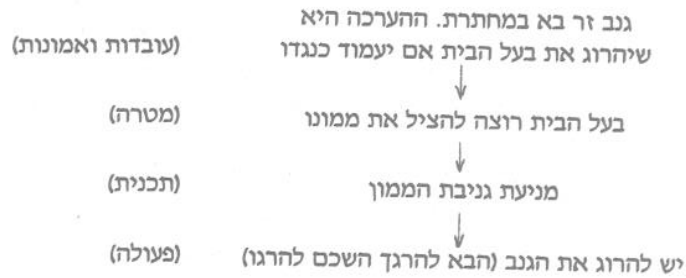 גנב זר בא במחתרת. ההערכה היא
שיהרוג את בעל הבית אם יעמוד כנגדו (עובדות ואמונות)
בעל הבית רוצה להציל את ממונו (מטרה)
מניעת גניבת הממון (תכנית)
יש להרוג את הגנב (הבא להרגך השכם להרגו) (פעולה)